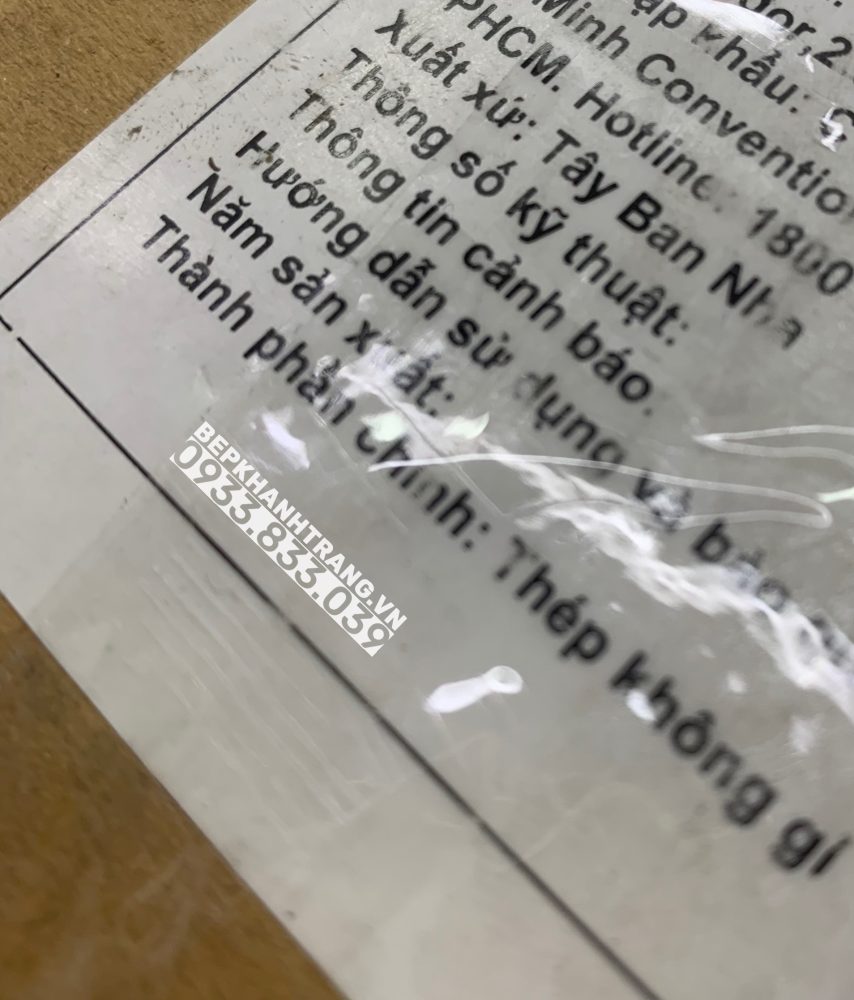 ập khẩu:
Minh Convention
PHCM. Hotline: 1800
Xuất xứ: Tây Ban Nha
Thông số kỹ thuật:
Thông tin cảnh báo.
Hướng dẫn sử dụng và bảo
Năm sản xuất:
Thành phần chính: Thép không gỉ
BEPKHANHTRANG.VN
0933.833.039